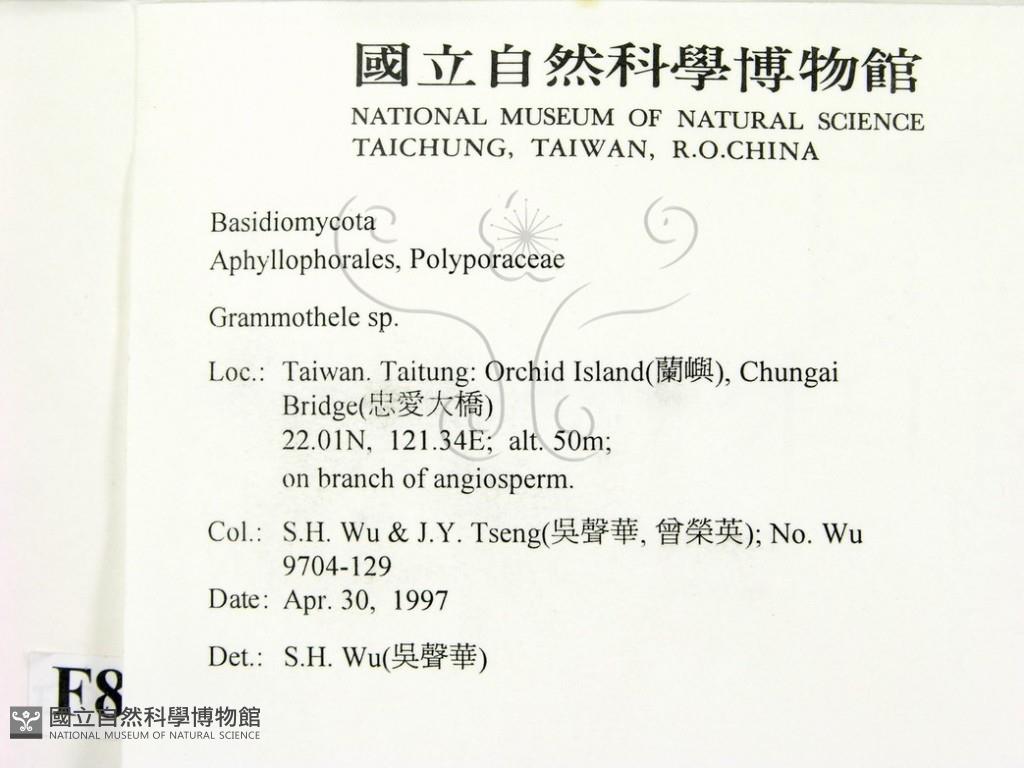 國立自然科學博物館
NATIONAL MUSEUM OF NATURAL SCIENCE
TAICHUNG, TAIWAN, R.O.CHINA
Basidiomycota
Aphyllophorales, Polyporaceae
Grammothele sp.
Loc.: Taiwan. Taitung: Orchid Island(蘭嶼), Chungai
Bridge(忠愛大橋)
22.01N, 121.34E; alt. 50m;
on branch of angiosperm.
Col.: S.H. Wu & J.Y. Tseng(吳聲華, 曾榮英); No. Wu
9704-129
Date: Apr. 30, 1997
Det.: S.H. Wu(吳聲華)
F8
國立自然科學博物館
NATIONAL MUSEUM OF NATURAL SCIENCE